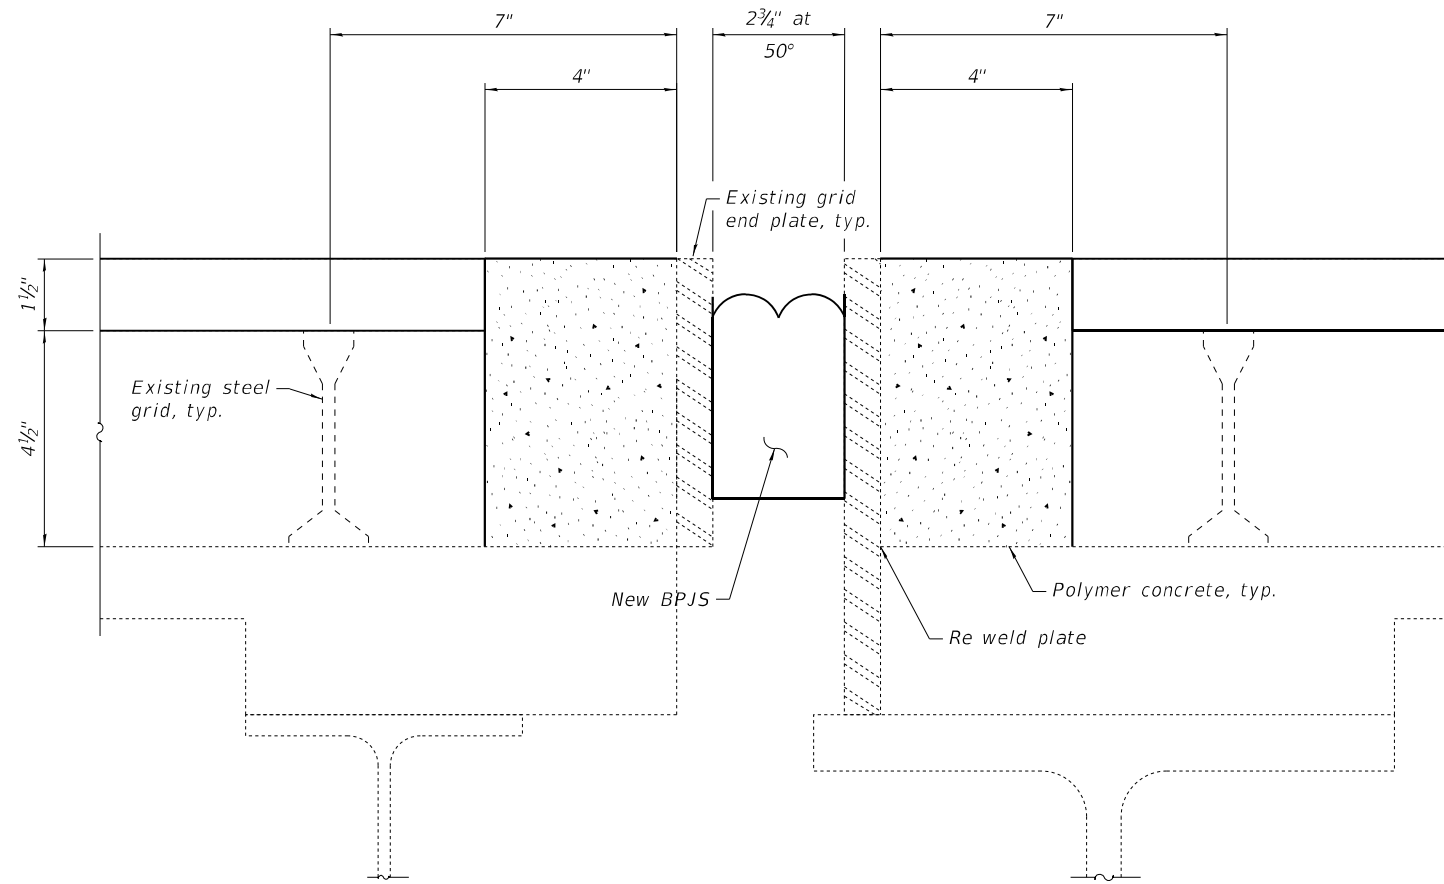 7"
2¾" at
50°
7"
4"
4"
Existing grid
end plate, typ.
1½"
4½"
Existing steel
grid, typ.
New BPJS
Polymer concrete, typ.
Re weld plate